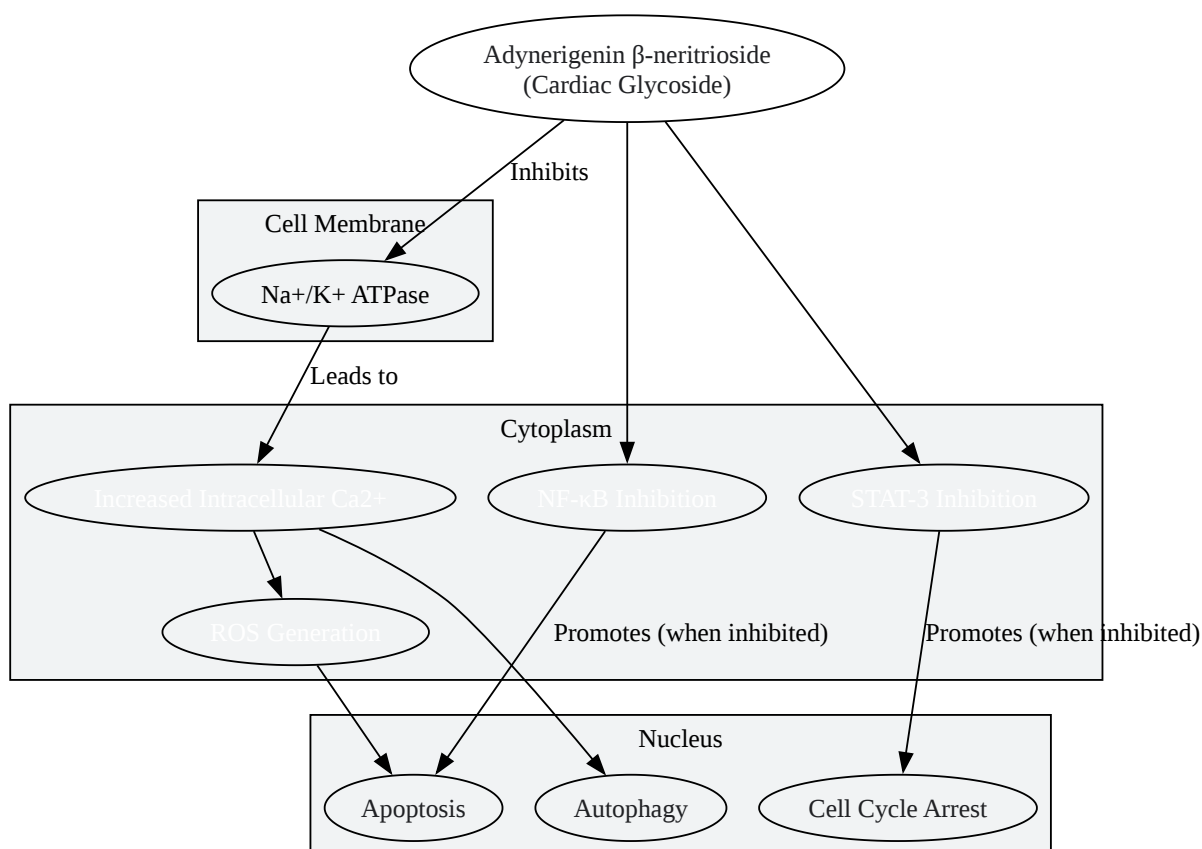 Adynerigenin β-neritrioside
(Cardiac Glycoside)
Inhibits
Cell Membrane
Na+/K+ ATPase
Leads to
Cytoplasm
Increased Intracellular Ca2+
NF-κB Inhibition
STAT-3 Inhibition
ROS Generation
Promotes (when inhibited)
Promotes (when inhibited)
Nucleus
Apoptosis
Autophagy
Cell Cycle Arrest